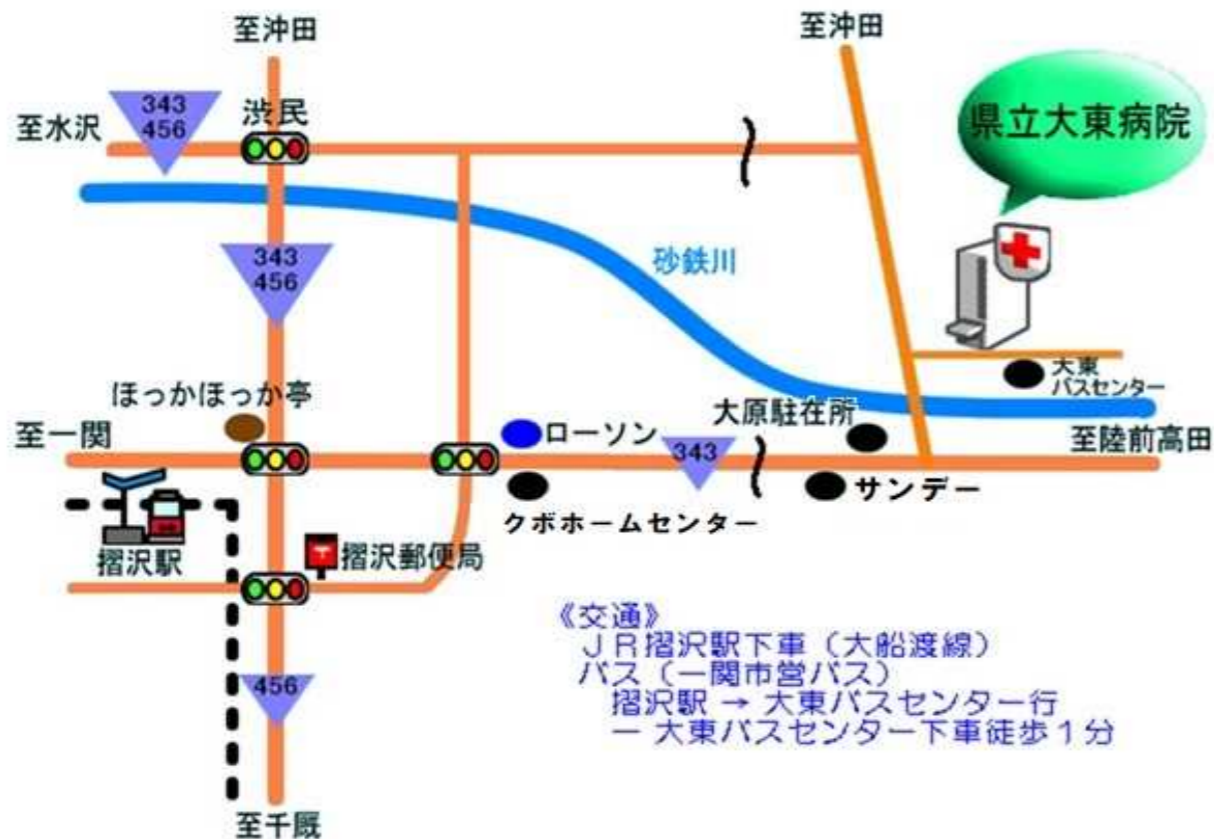 至沖田
至沖田
343
456
渋民
至水沢
県立大東病院
343
456
砂鉄川
大東
バスセンター
ほっかほっか亭
大原駐在所
至一関
ローソン
343
至陸前高田
サンデー
クボホームセンター
摺沢駅
〒
摺沢郵便局
456
至千厩
《交通》
JR摺沢駅下車（大船渡線）
バス（一関市営バス）
摺沢駅 → 大東バスセンター行
― 大東バスセンター下車徒歩１分